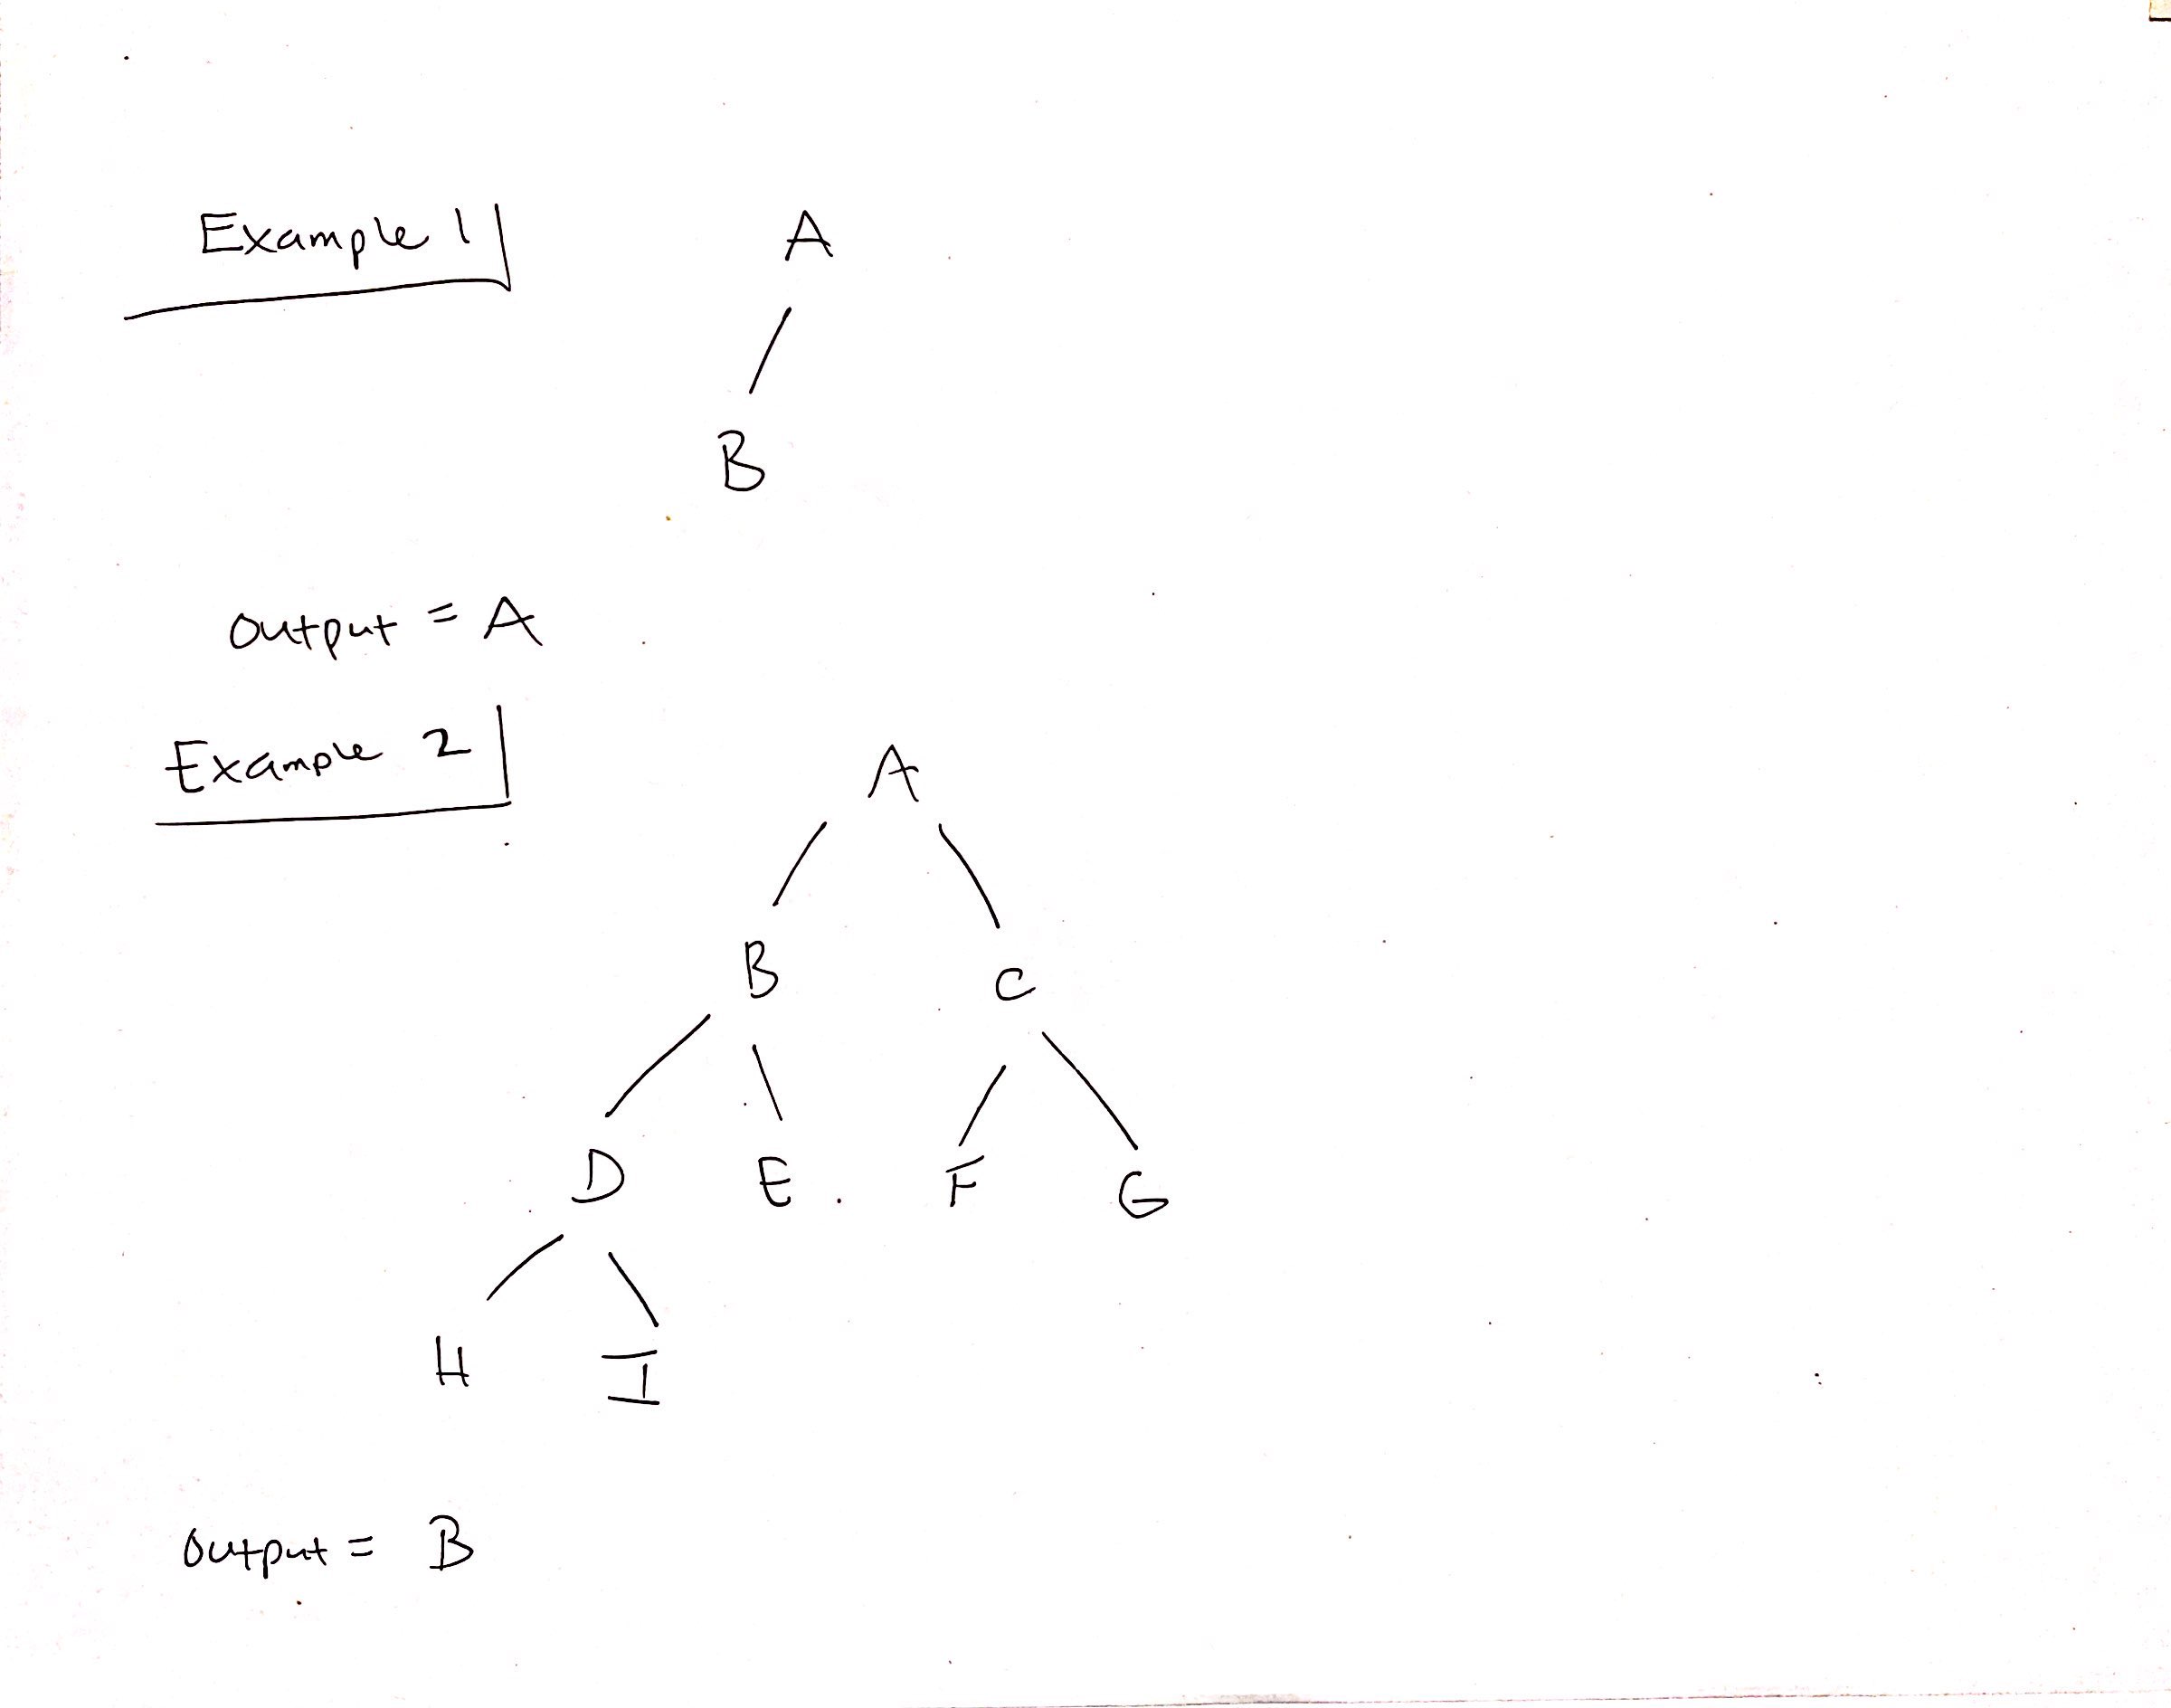 Example 1
A
B
output = A
Example 2
A
B C
D E F G
H I
output = B